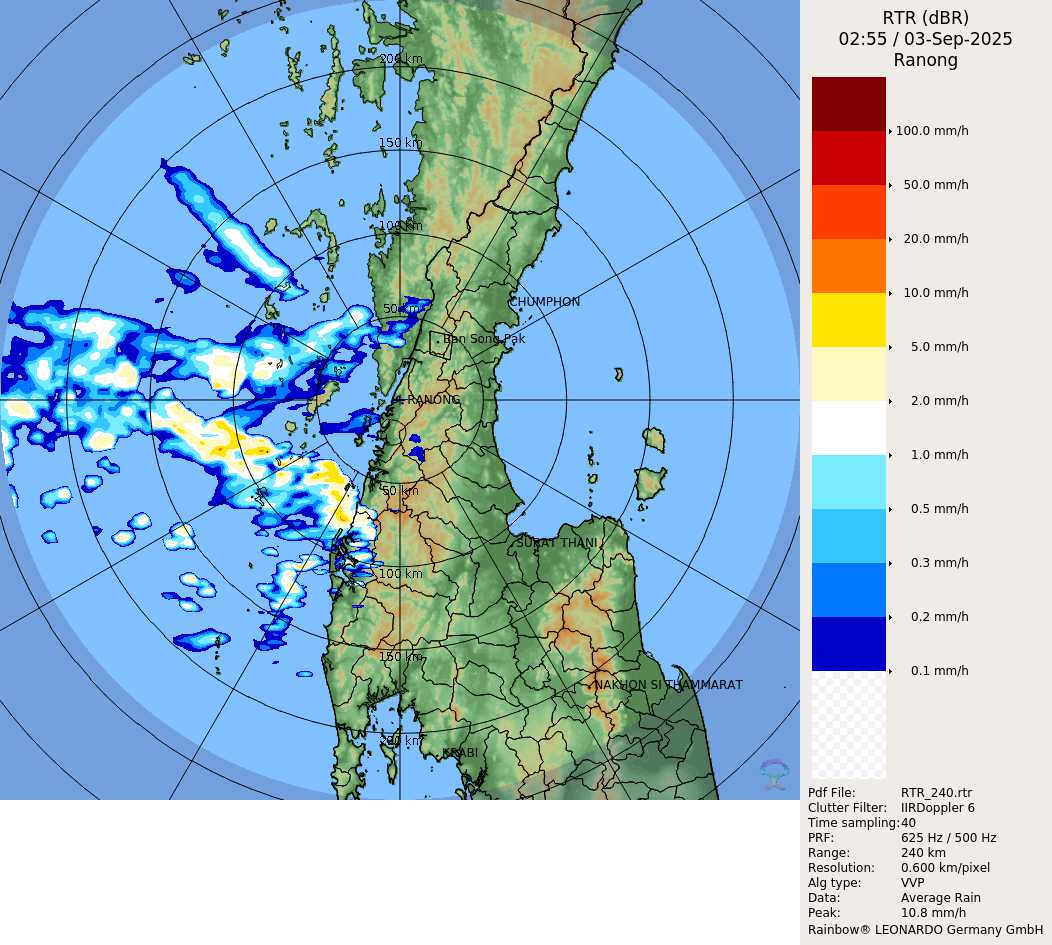 200 km
150 km
100 km
50 km
CHUMPHON
Ban Song Pak
RANONG
50 km
SURAT THANI
100 km
150 km
NAKHON SI THAMMARAT
200 km
KRABI
RTR (dBR)
02:55 / 03-Sep-2025
Ranong
100.0 mm/h
50.0 mm/h
20.0 mm/h
10.0 mm/h
5.0 mm/h
2.0 mm/h
1.0 mm/h
0.5 mm/h
0.3 mm/h
0.2 mm/h
0.1 mm/h
Pdf File: RTR_240.rtr
Clutter Filter: IIRDoppler 6
Time sampling:40
PRF: 625 Hz / 500 Hz
Range: 240 km
Resolution: 0.600 km/pixel
Alg type: VVP
Data: Average Rain
Peak: 10.8 mm/h
Rainbow® LEONARDO Germany GmbH